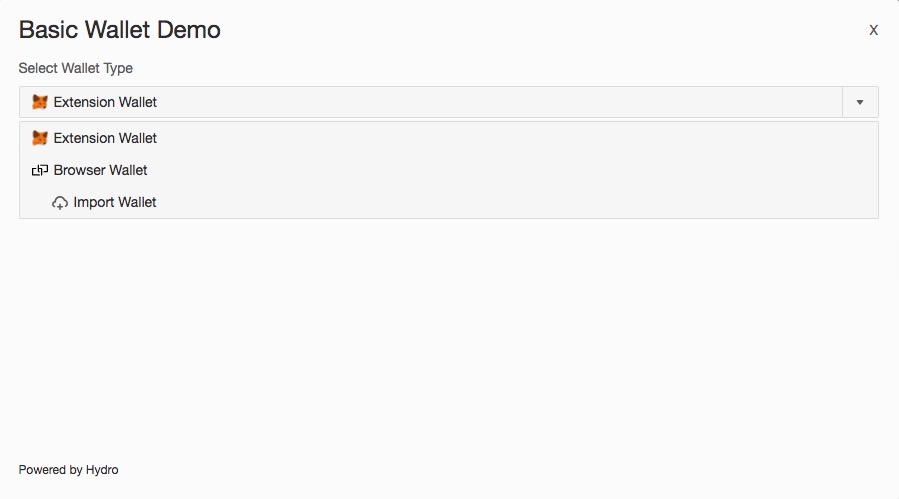 Basic Wallet Demo
X
Select Wallet Type
Extension Wallet
Extension Wallet
Browser Wallet
Import Wallet
Powered by Hydro